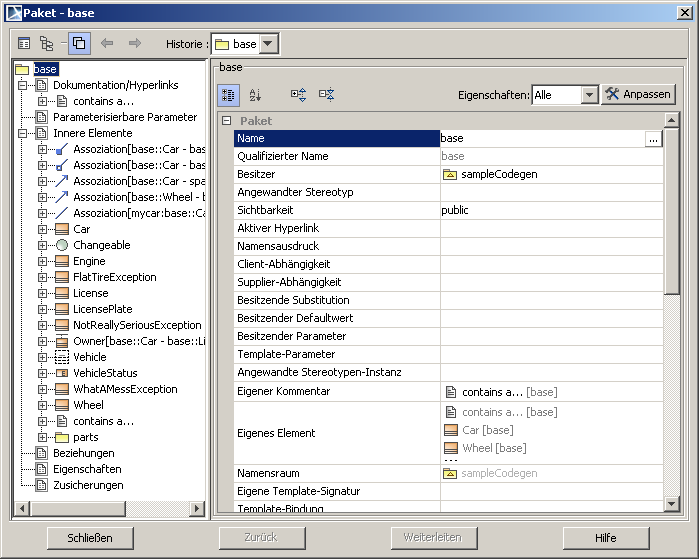 Paket - base
Historie : base
base
Dokumentation/Hyperlinks
contains a...
Parameterisierbare Parameter
Innere Elemente
Assoziation[base::Car - bas
Assoziation[base::Car - bas
Assoziation[base::Car - spa
Assoziation[base::Wheel - b
Assoziation[mycar:base::Ca
Car
Changeable
Engine
FlatTireException
License
LicensePlate
NotReallySeriousException
Owner[base::Car - base::Li
Vehicle
VehicleStatus
WhatAMessException
Wheel
contains a...
parts
Beziehungen
Eigenschaften
Zusicherungen
base
Eigenschaften: Alle Anpassen
Paket
Name base ...
Qualifizierter Name base
Besitzer sampleCodegen
Angewandter Stereotyp
Sichtbarkeit public
Aktiver Hyperlink
Namensausdruck
Client-Abhängigkeit
Supplier-Abhängigkeit
Besitzende Substitution
Besitzender Defaultwert
Besitzender Parameter
Template-Parameter
Angewandte Stereotypen-Instanz
Eigener Kommentar contains a... [base]
Eigenes Element contains a... [base]
Car [base]
Wheel [base]
...
Namensraum sampleCodegen
Eigene Template-Signatur
Template-Bindung
Schließen Zurück Weiterleiten Hilfe